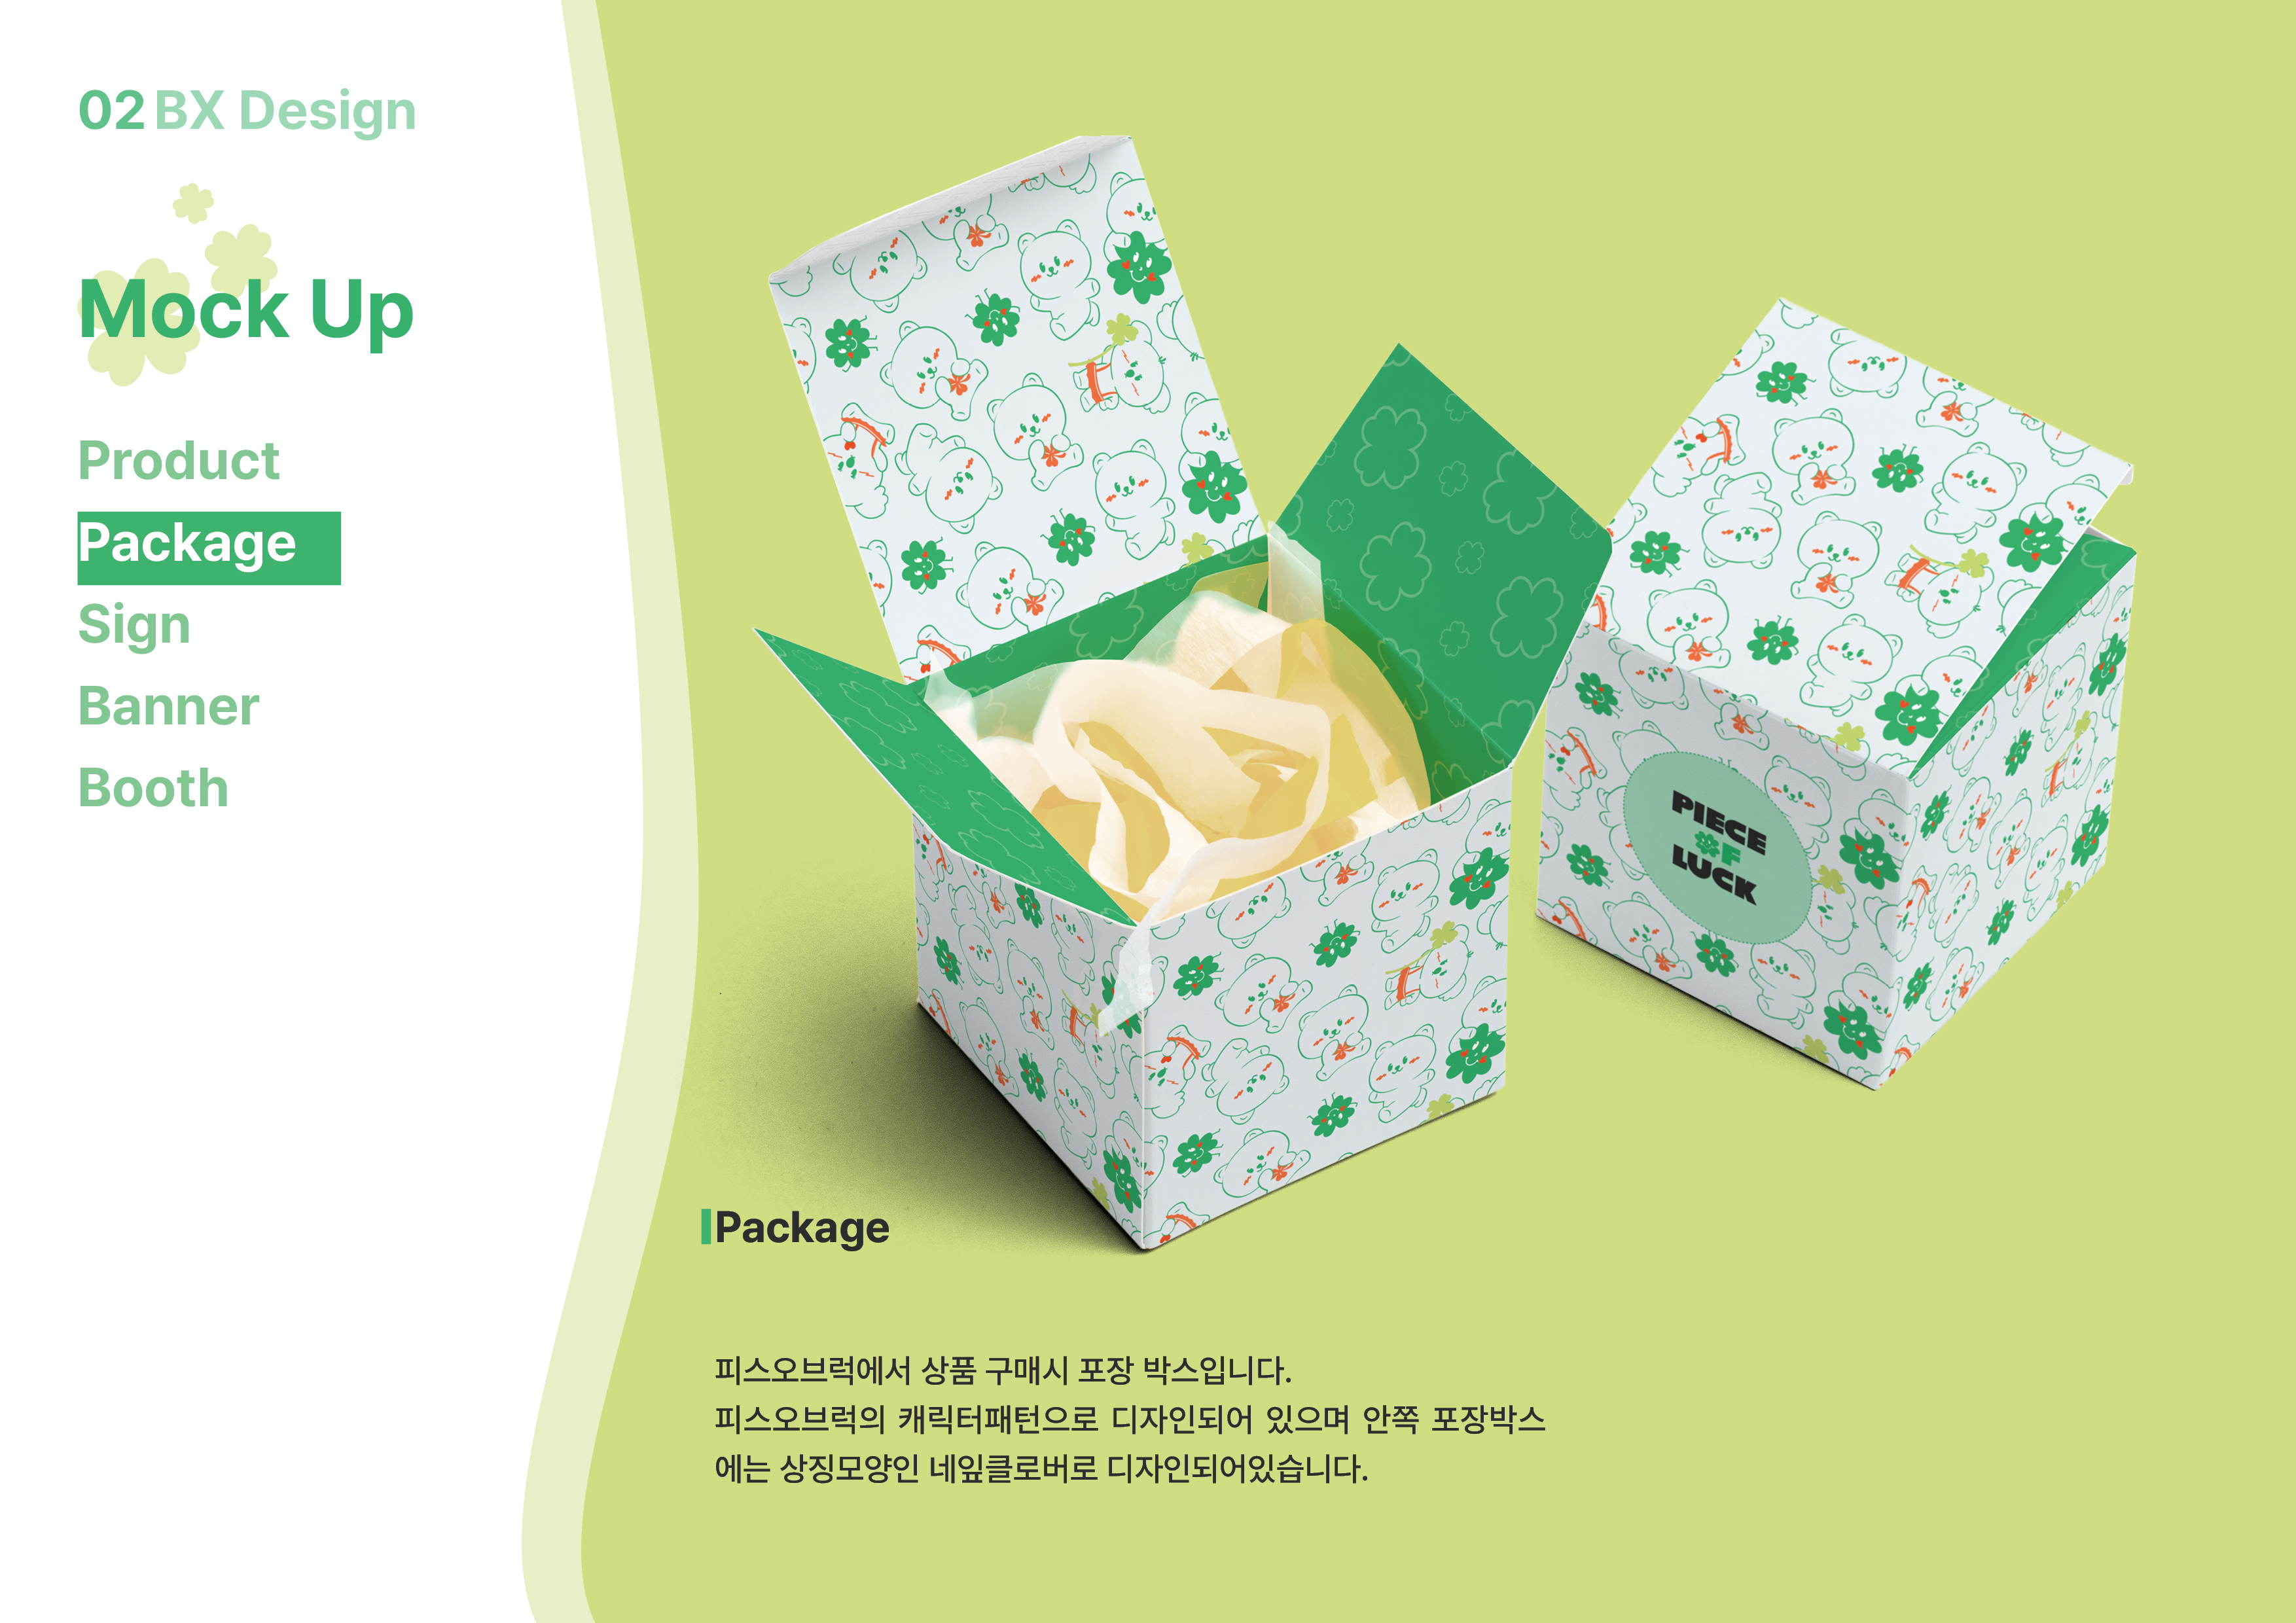 02 BX Design
Mock Up
Product
Package
Sign
Banner
Booth
PIECE
OF
LUCK
Package
피스오브럭에서 상품 구매시 포장 박스입니다.
피스오브럭의 캐릭터패턴으로 디자인되어 있으며 안쪽 포장박스
에는 상징모양인 네잎클로버로 디자인되어있습니다.